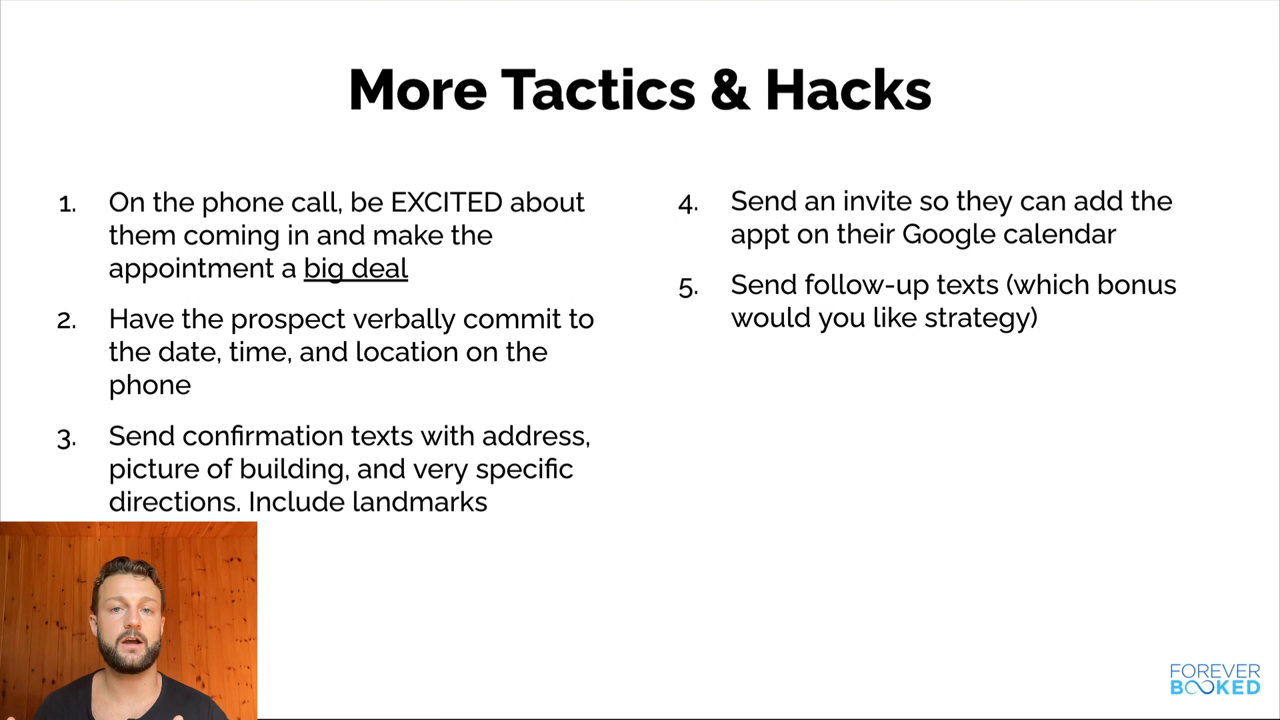 More Tactics & Hacks
1. On the phone call, be EXCITED about
them coming in and make the
appointment a big deal
2. Have the prospect verbally commit to
the date, time, and location on the
phone
3. Send confirmation texts with address,
picture of building, and very specific
directions. Include landmarks
4. Send an invite so they can add the
appt on their Google calendar
5. Send follow-up texts (which bonus
would you like strategy)
FOREVER
BOOKED